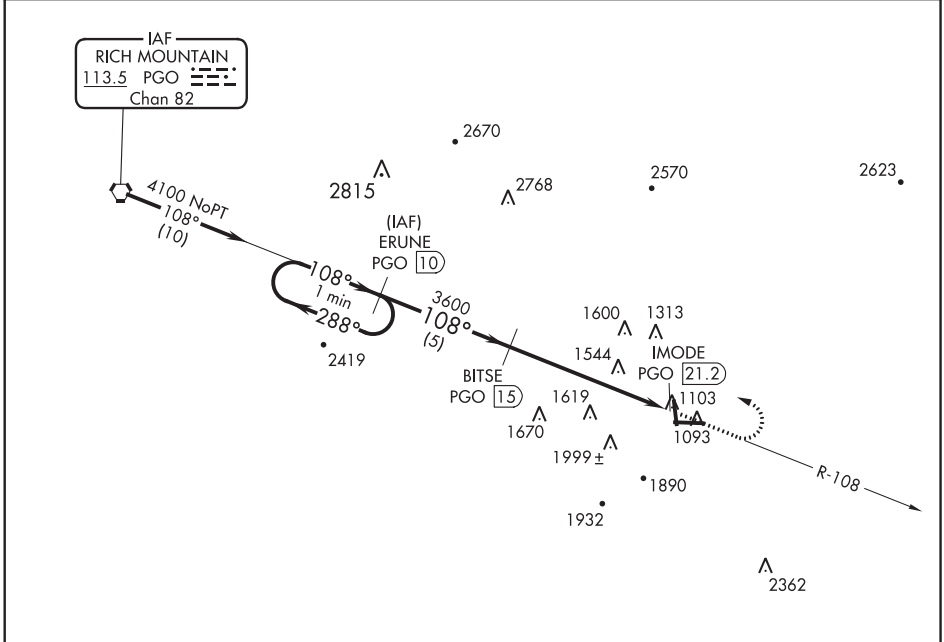 IAF
RICH MOUNTAIN
113.5 PGO
Chan 82
4100 NoPT
108°
(10)
2670
2815
2768
2570
2623
(IAF)
ERUNE
PGO 10
108°
1 min
288°
2419
3600
108°
(5)
BITSE
PGO 15
1600
1313
1544
IMODE
PGO 21.2
1619
1103
1670
1093
1999±
1890
1932
R-108
2362